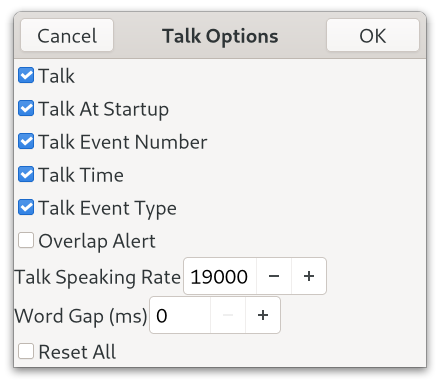 Cancel Talk Options OK
Talk
Talk At Startup
Talk Event Number
Talk Time
Talk Event Type
Overlap Alert
Talk Speaking Rate 19000 − +
Word Gap (ms) 0 − +
Reset All